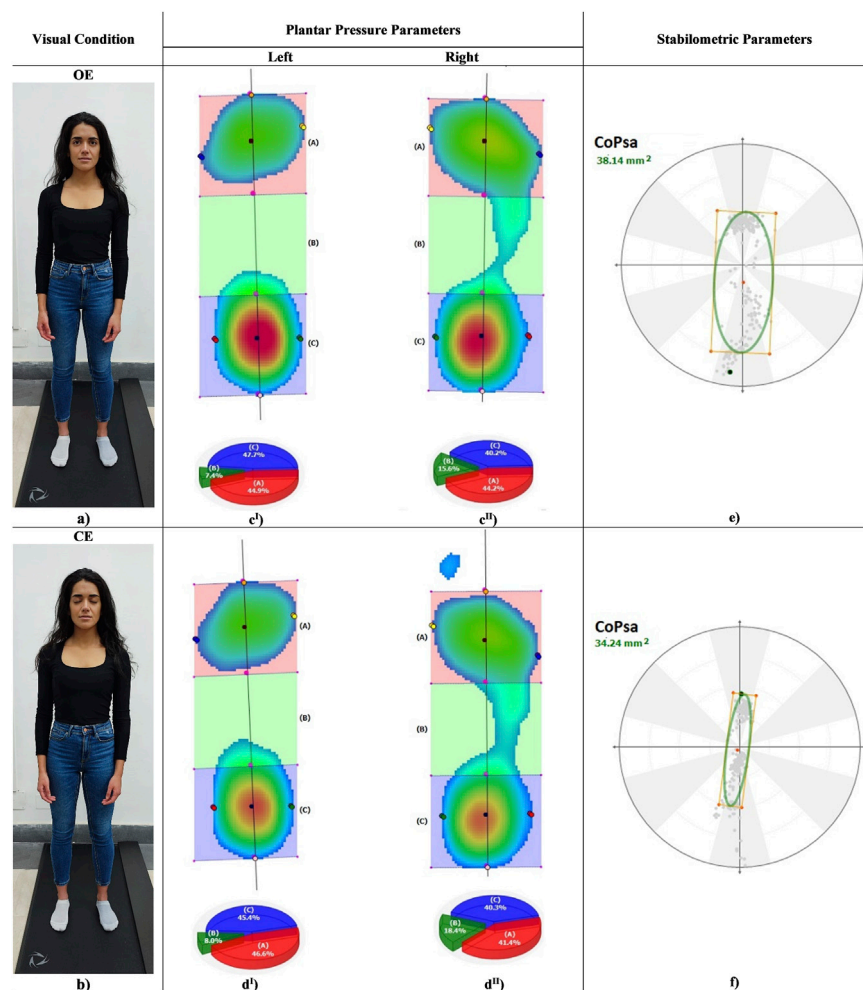 Visual Condition
Plantar Pressure Parameters
Stabilometric Parameters
Left
Right
OE
(A)
(B)
(C)
(C)
47.7%
(B)
7.4%
(A)
44.9%
(A)
(B)
(C)
(C)
40.2%
(B)
15.6%
(A)
44.2%
CoPsa
38.14 mm²
a)
cᴵ)
cᴵᴵ)
e)
CE
(A)
(B)
(C)
(C)
45.4%
(B)
8.0%
(A)
46.6%
(A)
(B)
(C)
(C)
40.3%
(B)
18.4%
(A)
41.4%
CoPsa
34.24 mm²
b)
dᴵ)
dᴵᴵ)
f)